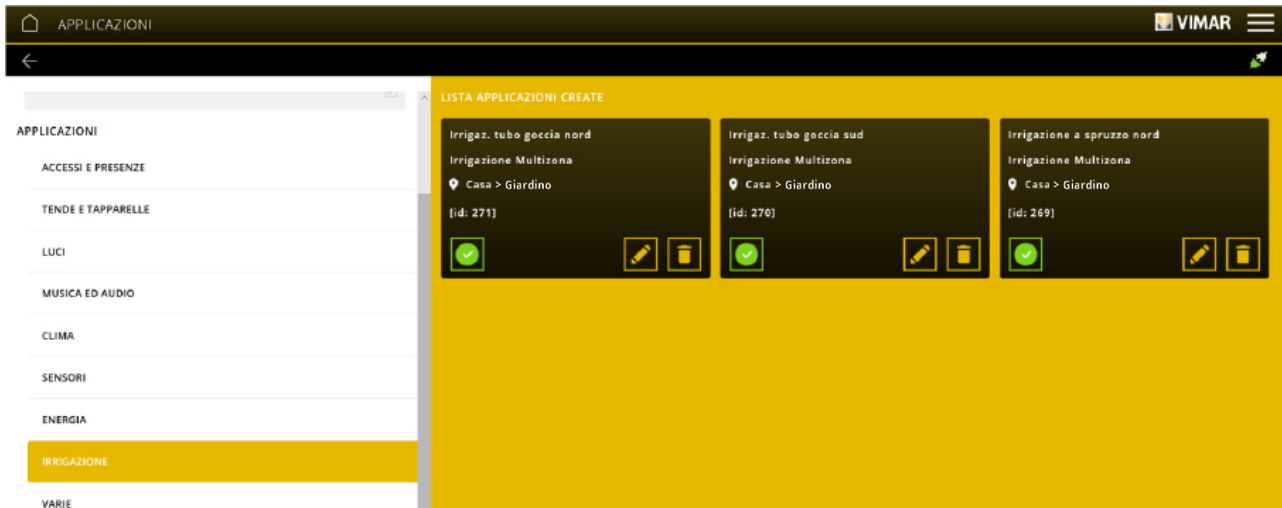 APPLICAZIONI
VIMAR
APPLICAZIONI
ACCESSI E PRESENZE
TENDE E TAPPARELLE
LUCI
MUSICA ED AUDIO
CLIMA
SENSORI
ENERGIA
IRRIGAZIONE
VARIE
LISTA APPLICAZIONI CREATE
Irrigaz. tubo goccia nord
Irrigazione Multizona
Casa > Giardino
[id: 271]
Irrigaz. tubo goccia sud
Irrigazione Multizona
Casa > Giardino
[id: 270]
Irrigazione a spruzzo nord
Irrigazione Multizona
Casa > Giardino
[id: 269]